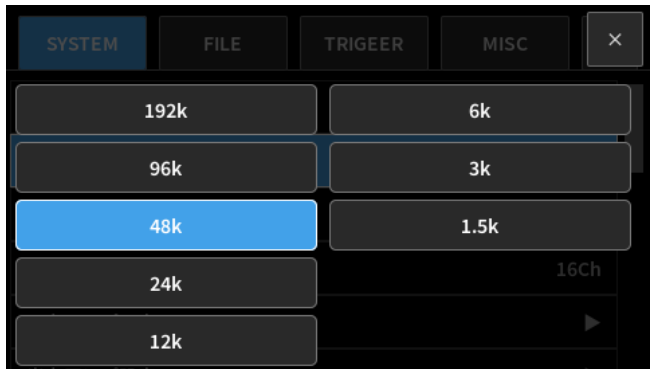 SYSTEM FILE TRIGEER MISC ×
192k 6k
96k 3k
48k 1.5k
24k
16Ch
12k